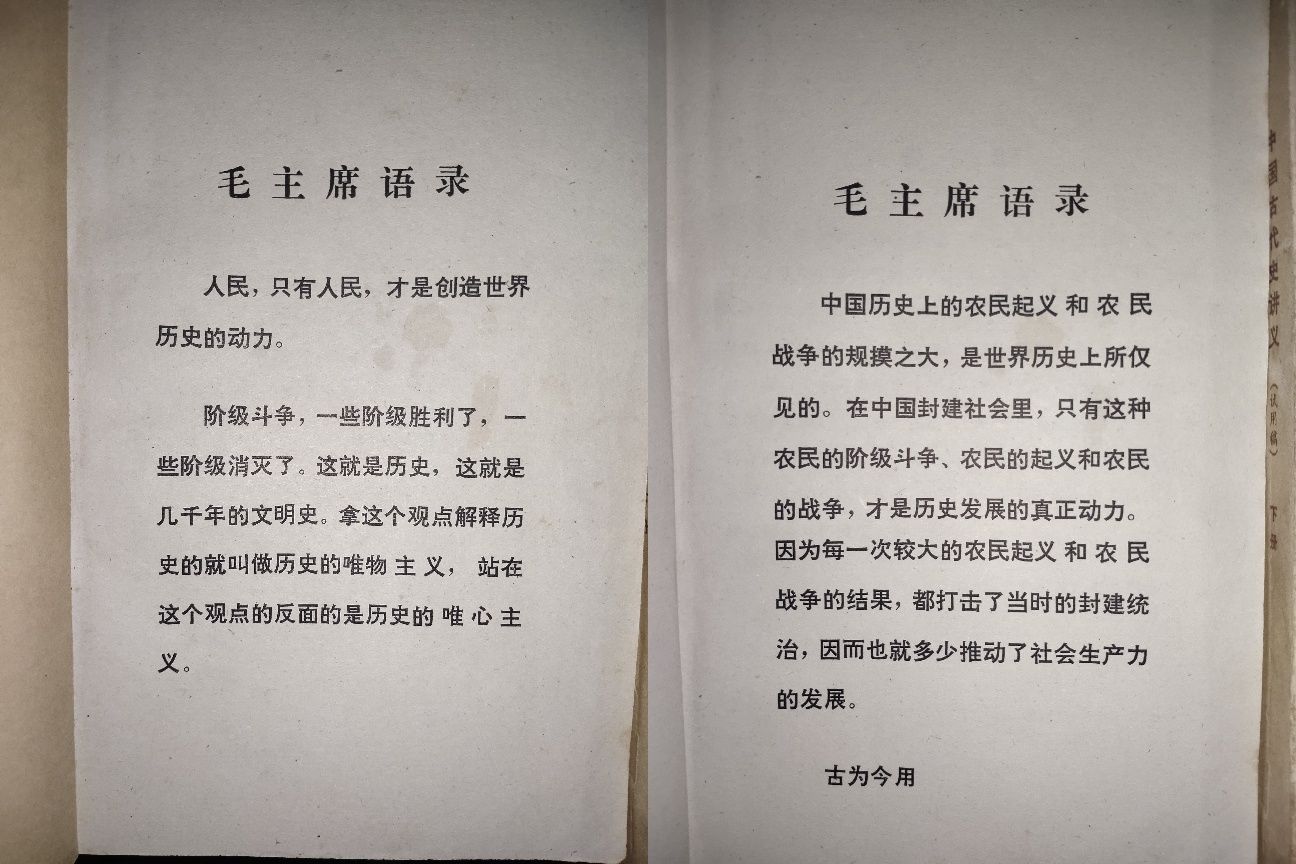 毛主席语录
人民，只有人民，才是创造世界
历史的动力。
阶级斗争，一些阶级胜利了，一
些阶级消灭了。这就是历史，这就是
几千年的文明史。拿这个观点解释历
史的就叫做历史的唯物主义，站在
这个观点的反面的是历史的唯心主
义。
毛主席语录
中国历史上的农民起义和农民
战争的规摸之大，是世界历史上所仅
见的。在中国封建社会里，只有这种
农民的阶级斗争、农民的起义和农民
的战争，才是历史发展的真正动力。
因为每一次较大的农民起义和农民
战争的结果，都打击了当时的封建统
治，因而也就多少推动了社会生产力
的发展。
古为今用
中国古代史讲义（试用稿）下册